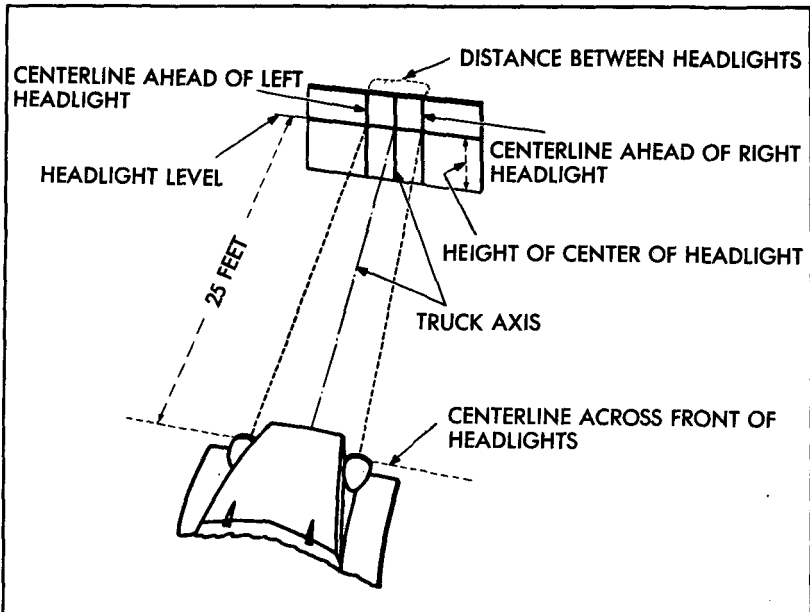 DISTANCE BETWEEN HEADLIGHTS
CENTERLINE AHEAD OF LEFT
HEADLIGHT
CENTERLINE AHEAD OF RIGHT
HEADLIGHT
HEADLIGHT LEVEL
HEIGHT OF CENTER OF HEADLIGHT
25 FEET
TRUCK AXIS
CENTERLINE ACROSS FRONT OF
HEADLIGHTS